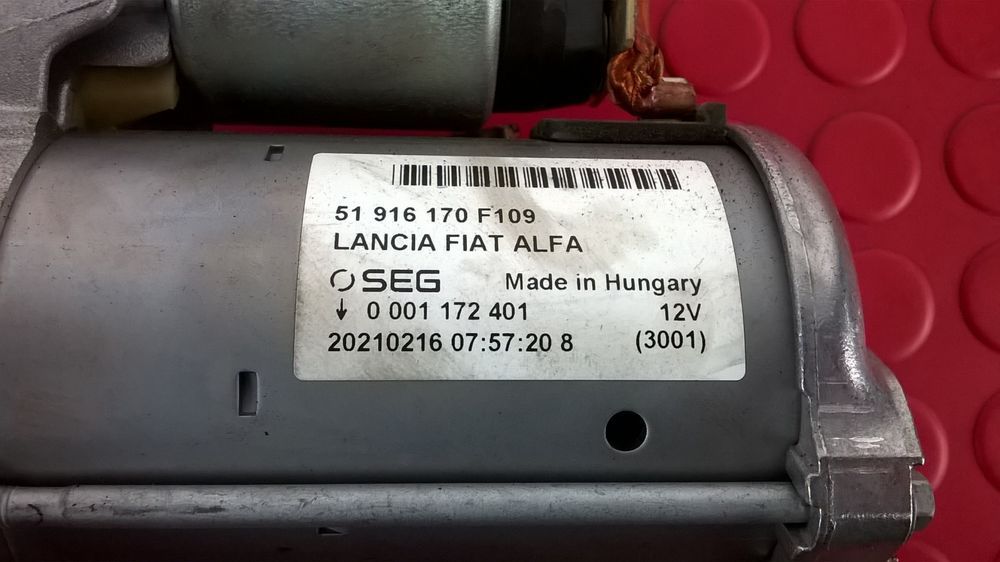 51 916 170 F109
LANCIA FIAT ALFA
SEG Made in Hungary
↓ 0 001 172 401 12V
20210216 07:57:20 8 (3001)